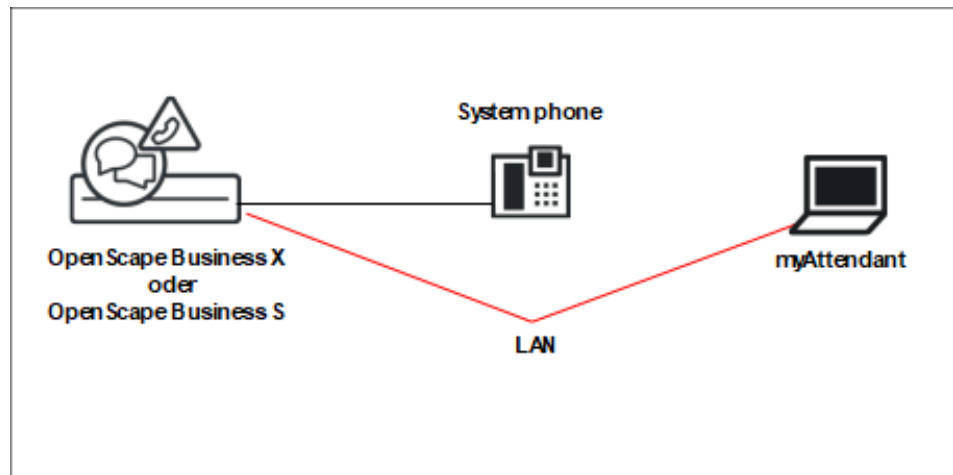 System phone
OpenScape Business X
oder
OpenScape Business S
myAttendant
LAN